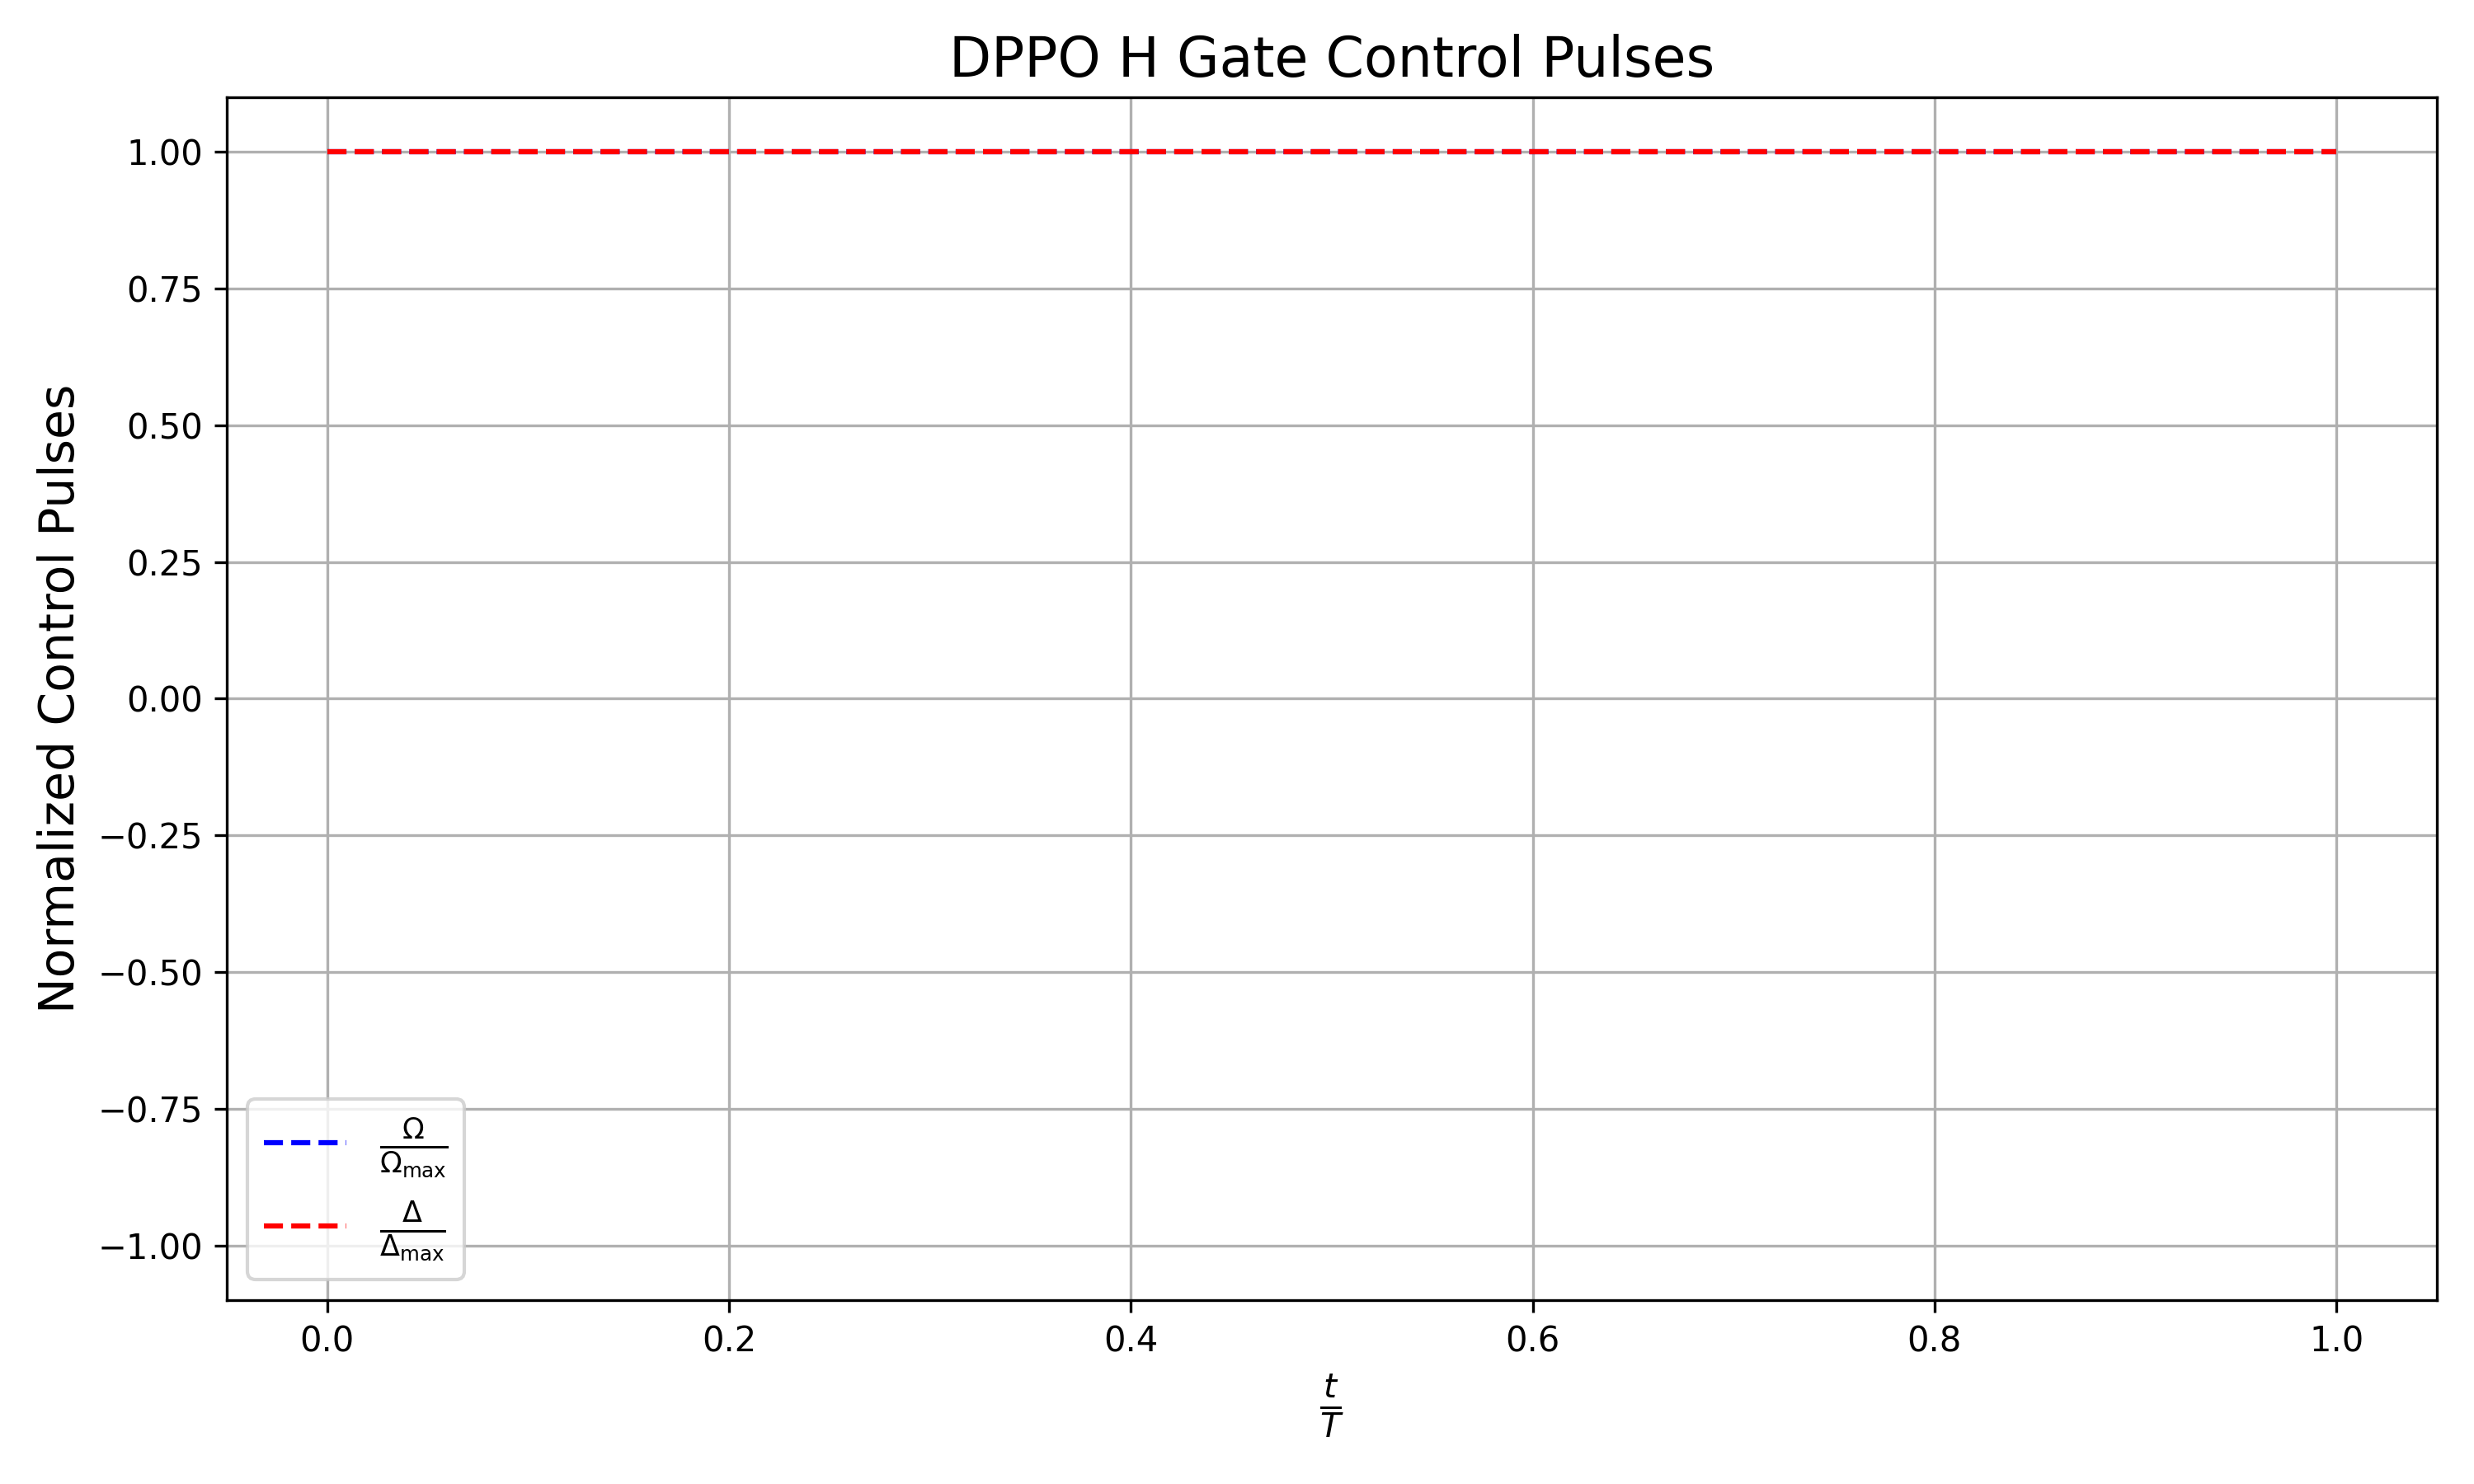 DPPO H Gate Control Pulses
Normalized Control Pulses
1.00
0.75
0.50
0.25
0.00
−0.25
−0.50
−0.75
−1.00
Ω
Ωmax
Δ
Δmax
0.0 0.2 0.4 0.6 0.8 1.0
t
T